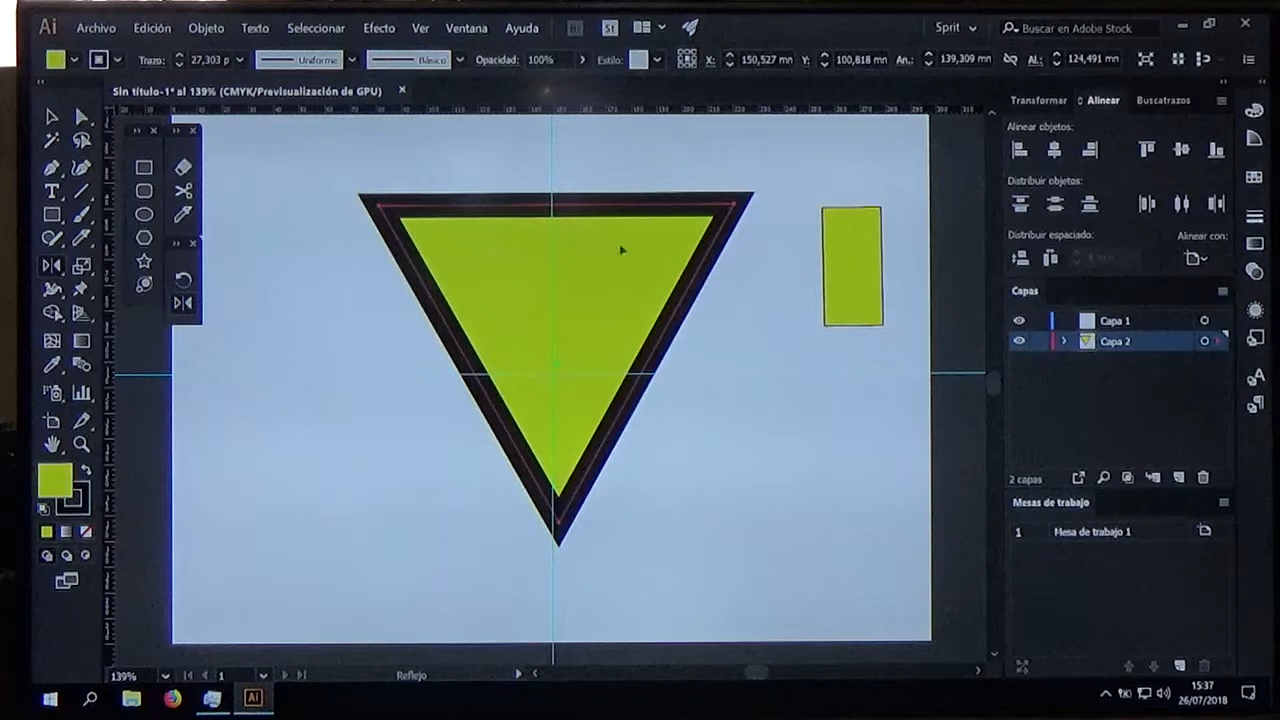 Ai Archivo Edición Objeto Texto Seleccionar Efecto Ver Ventana Ayuda Br St Sprit Buscar en Adobe Stock
Trazo: 27,303 p Uniforme Básico Opacidad: 100% Estilo: X: 150,527 mm Y: 100,818 mm An.: 139,309 mm AL: 124,491 mm
Sin título-1* al 139% (CMYK/Previsualización de GPU)
Transformar Alinear Buscatrazos
Alinear objetos:
Distribuir objetos:
Distribuir espaciado: Alinear con:
Capas
Capa 1
Capa 2
2 capas
Mesas de trabajo
1 Mesa de trabajo 1
139% 1 Reflejo
Ai
15:37
26/07/2018